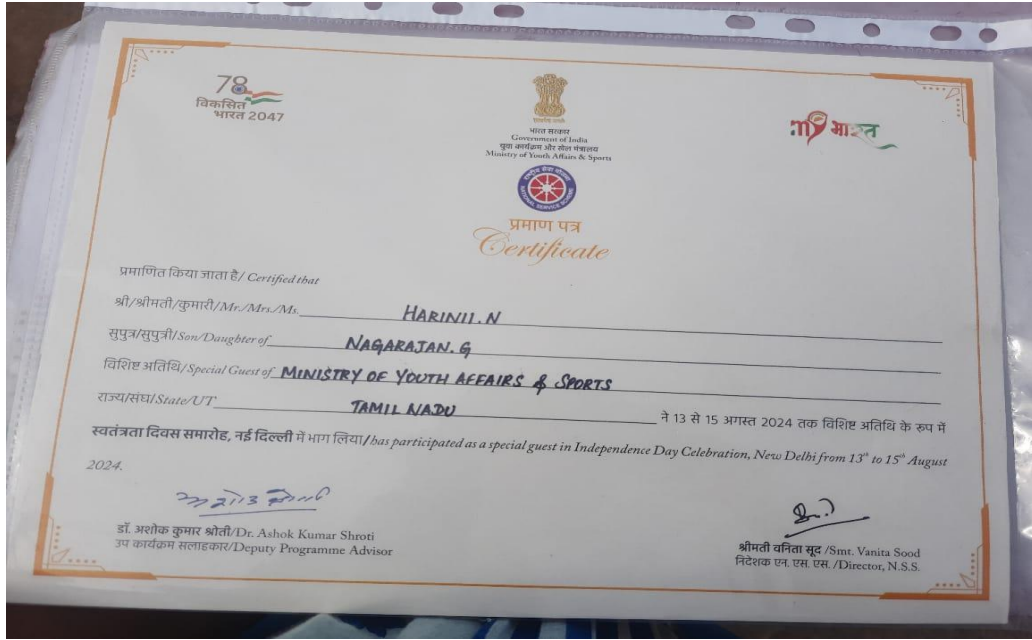 78
विकसित
भारत 2047
भारत सरकार
Government of India
युवा कार्यक्रम और खेल मंत्रालय
Ministry of Youth Affairs & Sports
राष्ट्रीय सेवा योजना
NATIONAL SERVICE SCHEME
my भारत
प्रमाण पत्र
Certificate
प्रमाणित किया जाता है/ Certified that
श्री/श्रीमती/कुमारी/Mr./Mrs./Ms. HARINII.N
सुपुत्र/सुपुत्री/Son/Daughter of NAGARAJAN.G
विशिष्ट अतिथि/Special Guest of MINISTRY OF YOUTH AFFAIRS & SPORTS
राज्य/संघ/State/UT TAMIL NADU ने 13 से 15 अगस्त 2024 तक विशिष्ट अतिथि के रूप में
स्वतंत्रता दिवस समारोह, नई दिल्ली में भाग लिया/has participated as a special guest in Independence Day Celebration, New Delhi from 13th to 15th August
2024.
डॉ. अशोक कुमार श्रोती/Dr. Ashok Kumar Shroti
उप कार्यक्रम सलाहकार/Deputy Programme Advisor
श्रीमती वनिता सूद /Smt. Vanita Sood
निदेशक एन. एस. एस. /Director, N.S.S.